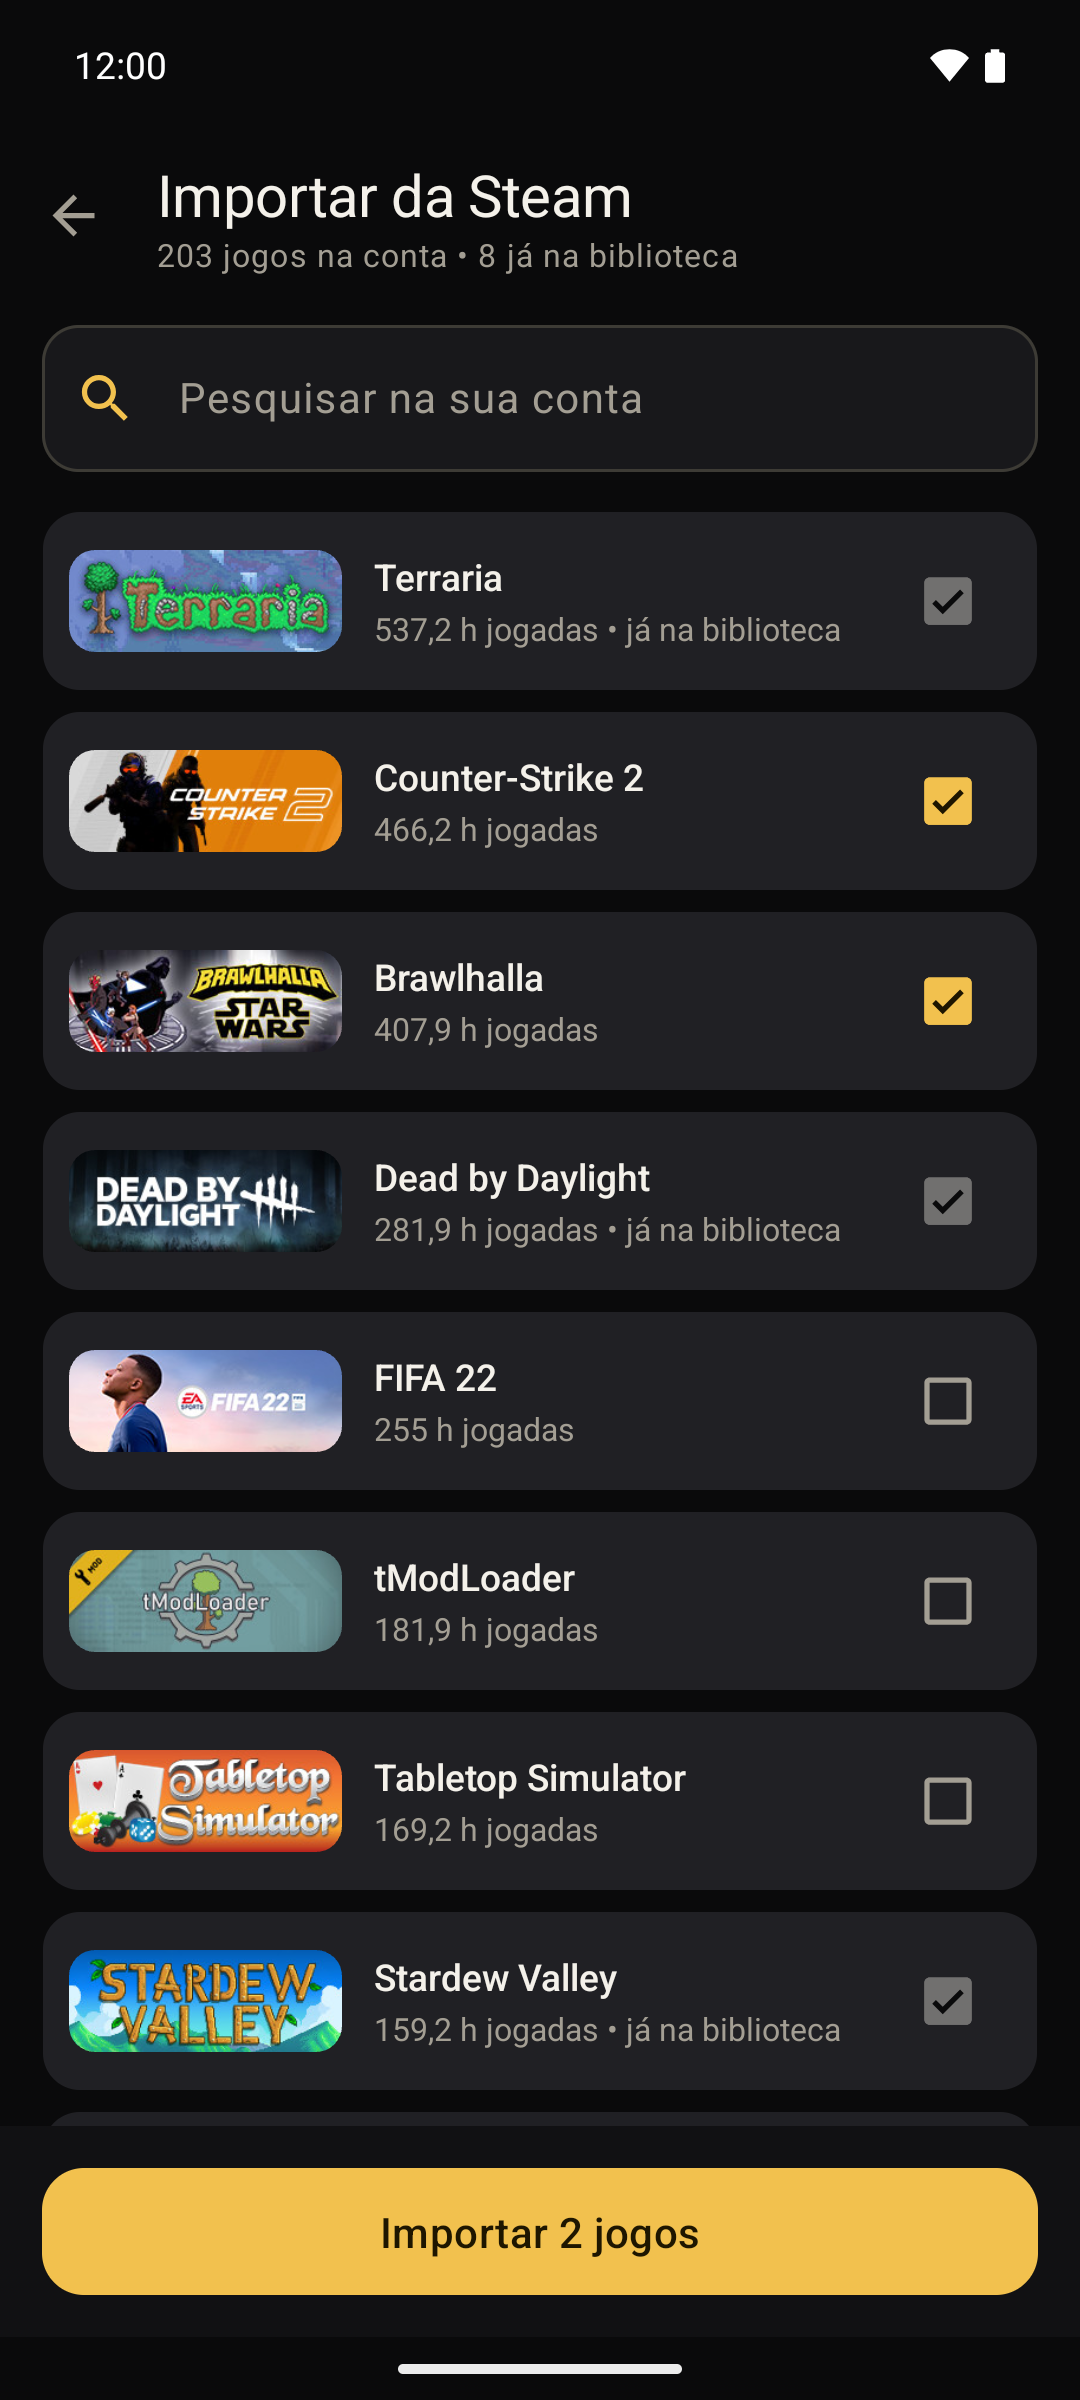 12:00
Importar da Steam
203 jogos na conta • 8 já na biblioteca
Pesquisar na sua conta
Terraria
Terraria
537,2 h jogadas • já na biblioteca
COUNTER
STRIKE 2
Counter-Strike 2
466,2 h jogadas
BRAWLHALLA
STAR
WARS
Brawlhalla
407,9 h jogadas
DEAD BY
DAYLIGHT
Dead by Daylight
281,9 h jogadas • já na biblioteca
EA
SPORTS
FIFA 22
FIFA 22
255 h jogadas
MOD
tModLoader
tModLoader
181,9 h jogadas
Tabletop
Simulator
Tabletop Simulator
169,2 h jogadas
STARDEW
VALLEY
Stardew Valley
159,2 h jogadas • já na biblioteca
Importar 2 jogos